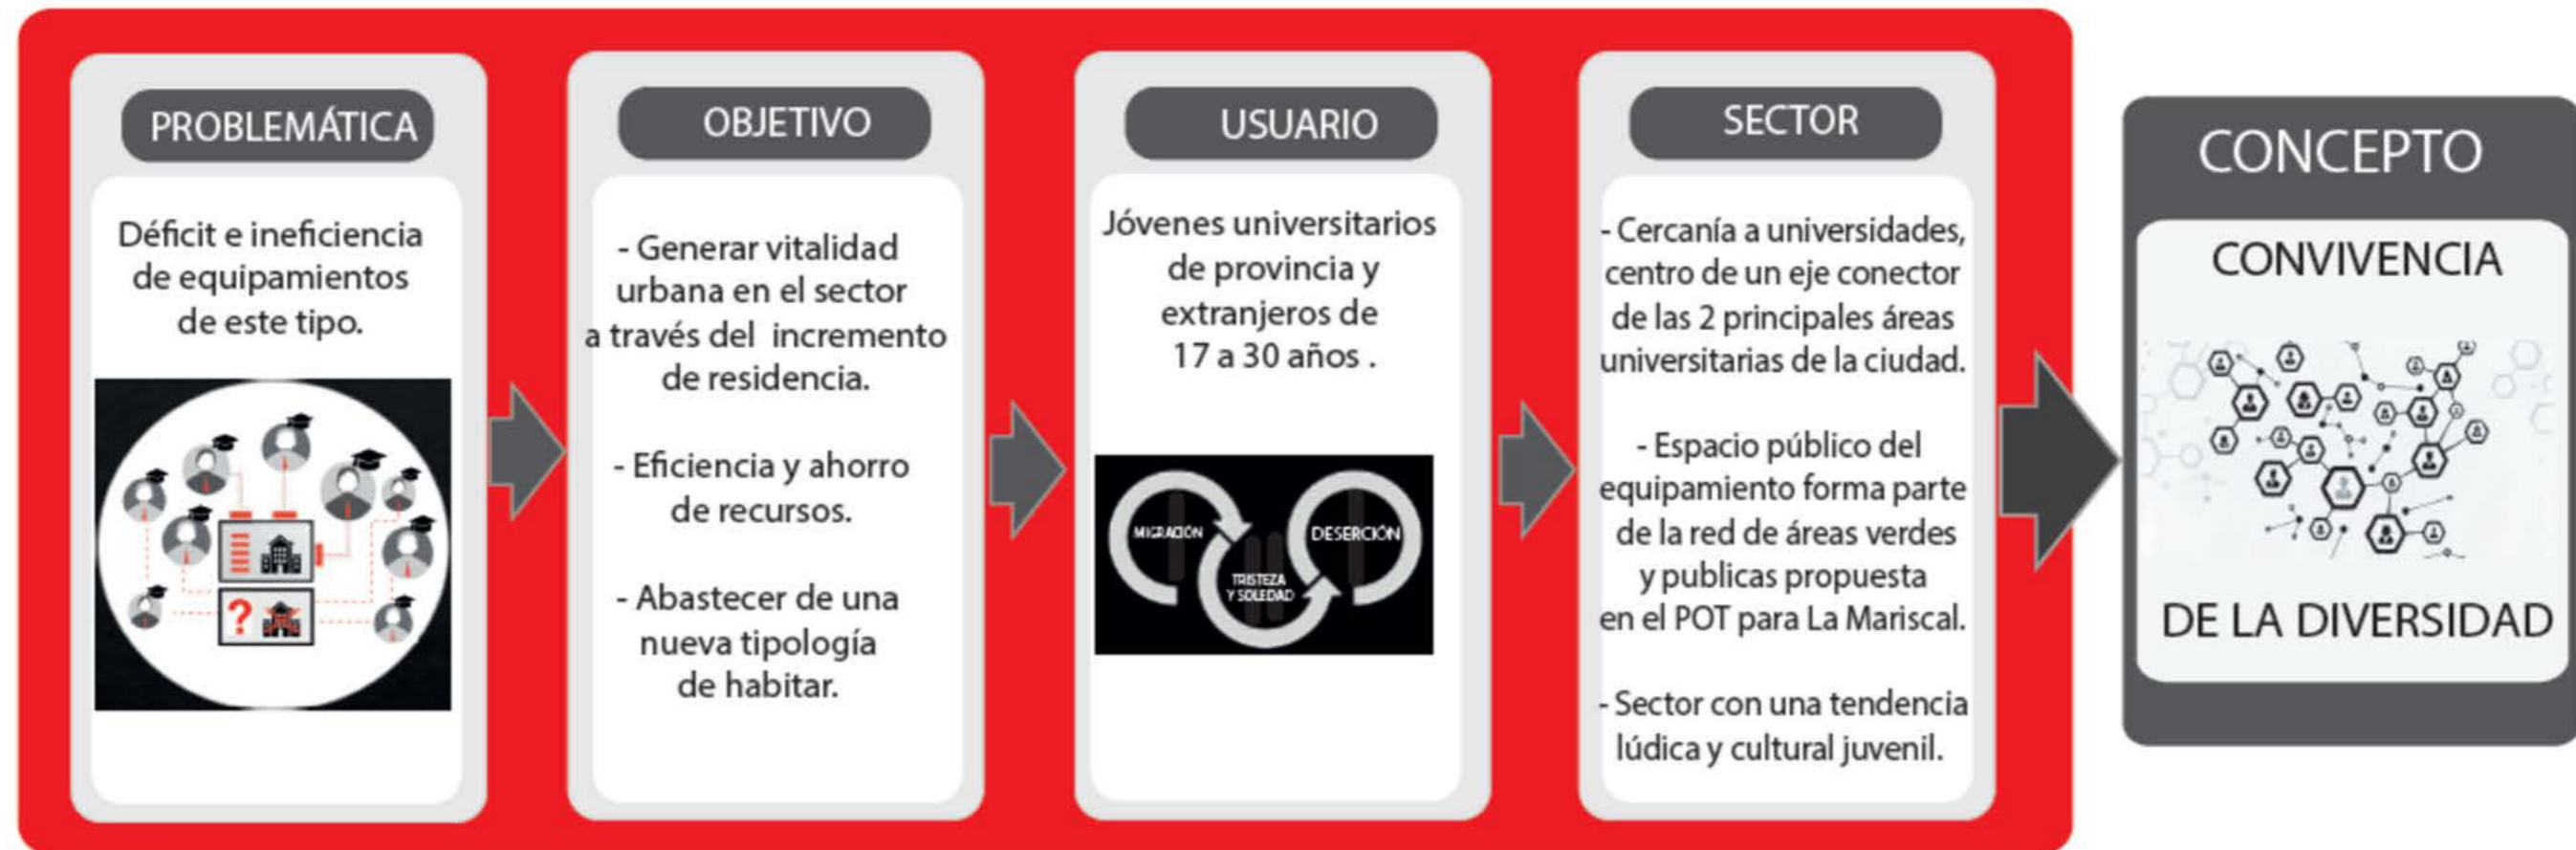 PROBLEMÁTICA
Déficit e ineficiencia
de equipamientos
de este tipo.
?
OBJETIVO
- Generar vitalidad
urbana en el sector
a través del incremento
de residencia.
- Eficiencia y ahorro
de recursos.
- Abastecer de una
nueva tipología
de habitar.
USUARIO
Jóvenes universitarios
de provincia y
extranjeros de
17 a 30 años .
MIGRACIÓN
TRISTEZA
Y SOLEDAD
DESERCIÓN
SECTOR
- Cercanía a universidades,
centro de un eje conector
de las 2 principales áreas
universitarias de la ciudad.
- Espacio público del
equipamiento forma parte
de la red de áreas verdes
y publicas propuesta
en el POT para La Mariscal.
- Sector con una tendencia
lúdica y cultural juvenil.
CONCEPTO
CONVIVENCIA
DE LA DIVERSIDAD